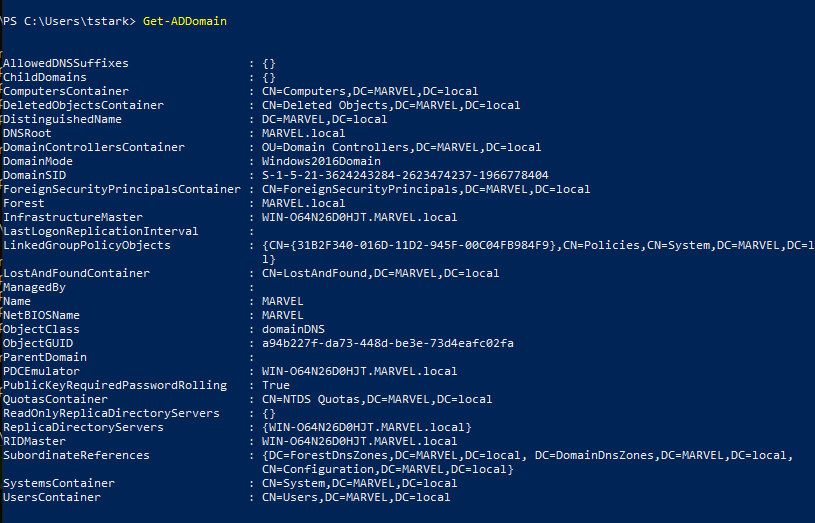 PS C:\Users\tstark> Get-ADDomain
AllowedDNSSuffixes : {}
ChildDomains : {}
ComputersContainer : CN=Computers,DC=MARVEL,DC=local
DeletedObjectsContainer : CN=Deleted Objects,DC=MARVEL,DC=local
DistinguishedName : DC=MARVEL,DC=local
DNSRoot : MARVEL.local
DomainControllersContainer : OU=Domain Controllers,DC=MARVEL,DC=local
DomainMode : Windows2016Domain
DomainSID : S-1-5-21-3624243284-2623474237-1966778404
ForeignSecurityPrincipalsContainer : CN=ForeignSecurityPrincipals,DC=MARVEL,DC=local
Forest : MARVEL.local
InfrastructureMaster : WIN-O64N26D0HJT.MARVEL.local
LastLogonReplicationInterval :
LinkedGroupPolicyObjects : {CN={31B2F340-016D-11D2-945F-00C04FB984F9},CN=Policies,CN=System,DC=MARVEL,DC=l
l}
LostAndFoundContainer : CN=LostAndFound,DC=MARVEL,DC=local
ManagedBy :
Name : MARVEL
NetBIOSName : MARVEL
ObjectClass : domainDNS
ObjectGUID : a94b227f-da73-448d-be3e-73d4eafc02fa
ParentDomain :
PDCEmulator : WIN-O64N26D0HJT.MARVEL.local
PublicKeyRequiredPasswordRolling : True
QuotasContainer : CN=NTDS Quotas,DC=MARVEL,DC=local
ReadOnlyReplicaDirectoryServers : {}
ReplicaDirectoryServers : {WIN-O64N26D0HJT.MARVEL.local}
RIDMaster : WIN-O64N26D0HJT.MARVEL.local
SubordinateReferences : {DC=ForestDnsZones,DC=MARVEL,DC=local, DC=DomainDnsZones,DC=MARVEL,DC=local,
CN=Configuration,DC=MARVEL,DC=local}
SystemsContainer : CN=System,DC=MARVEL,DC=local
UsersContainer : CN=Users,DC=MARVEL,DC=local